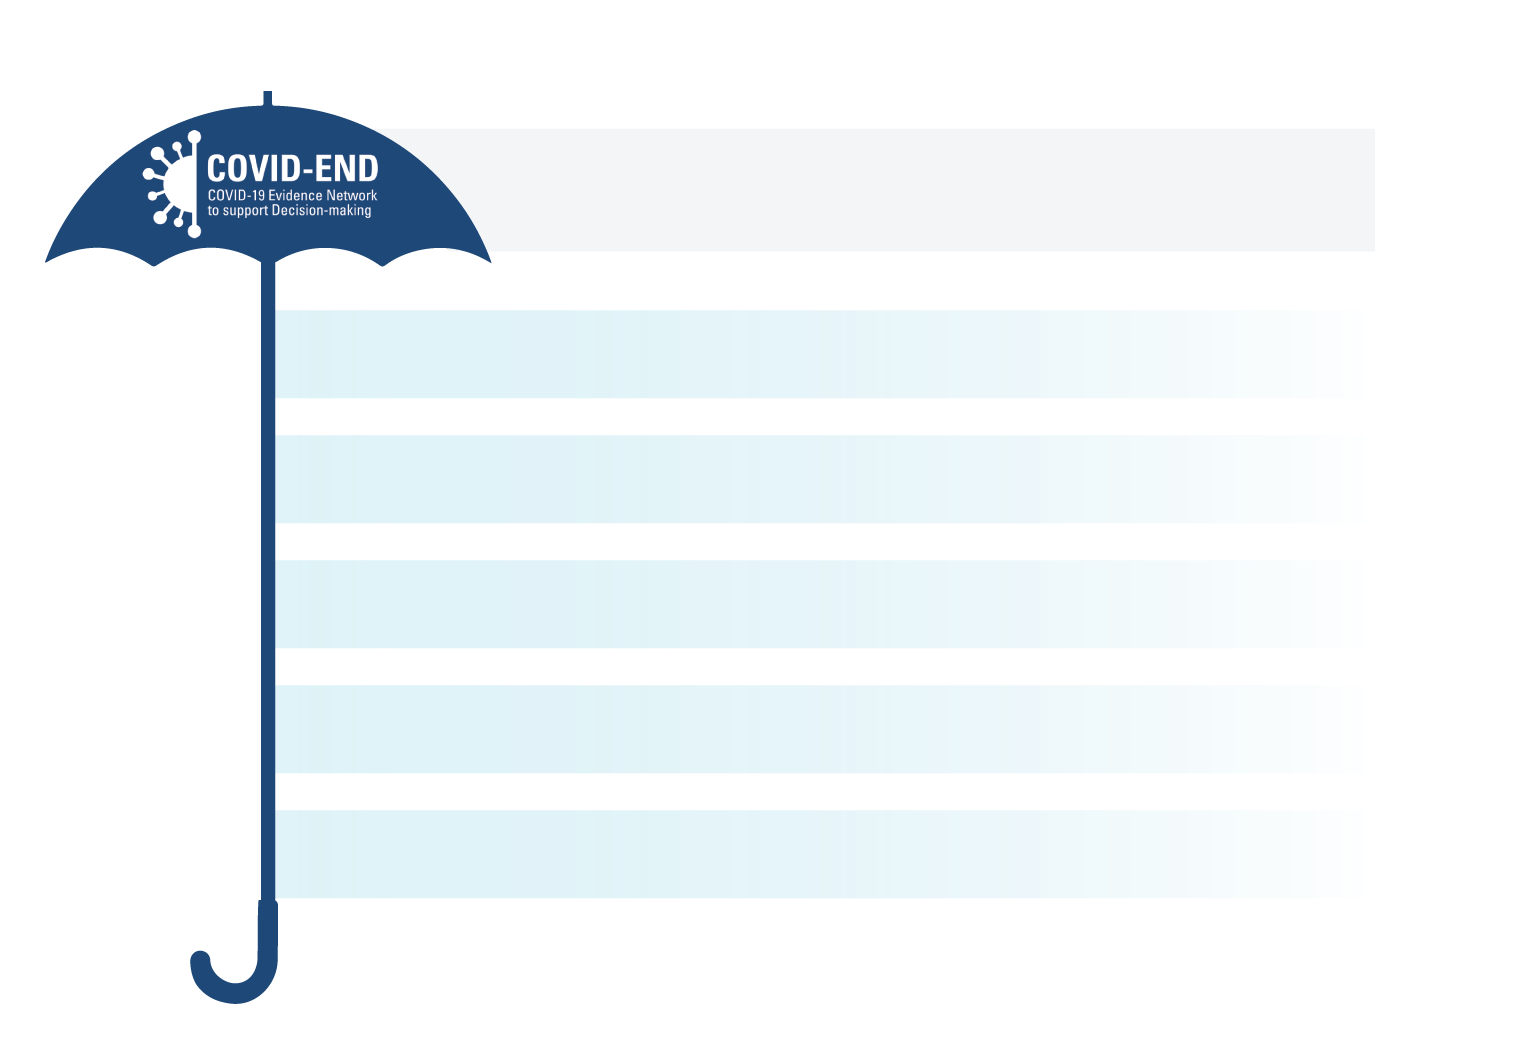 COVID-END
COVID-19 Evidence Network
to support Decision-making